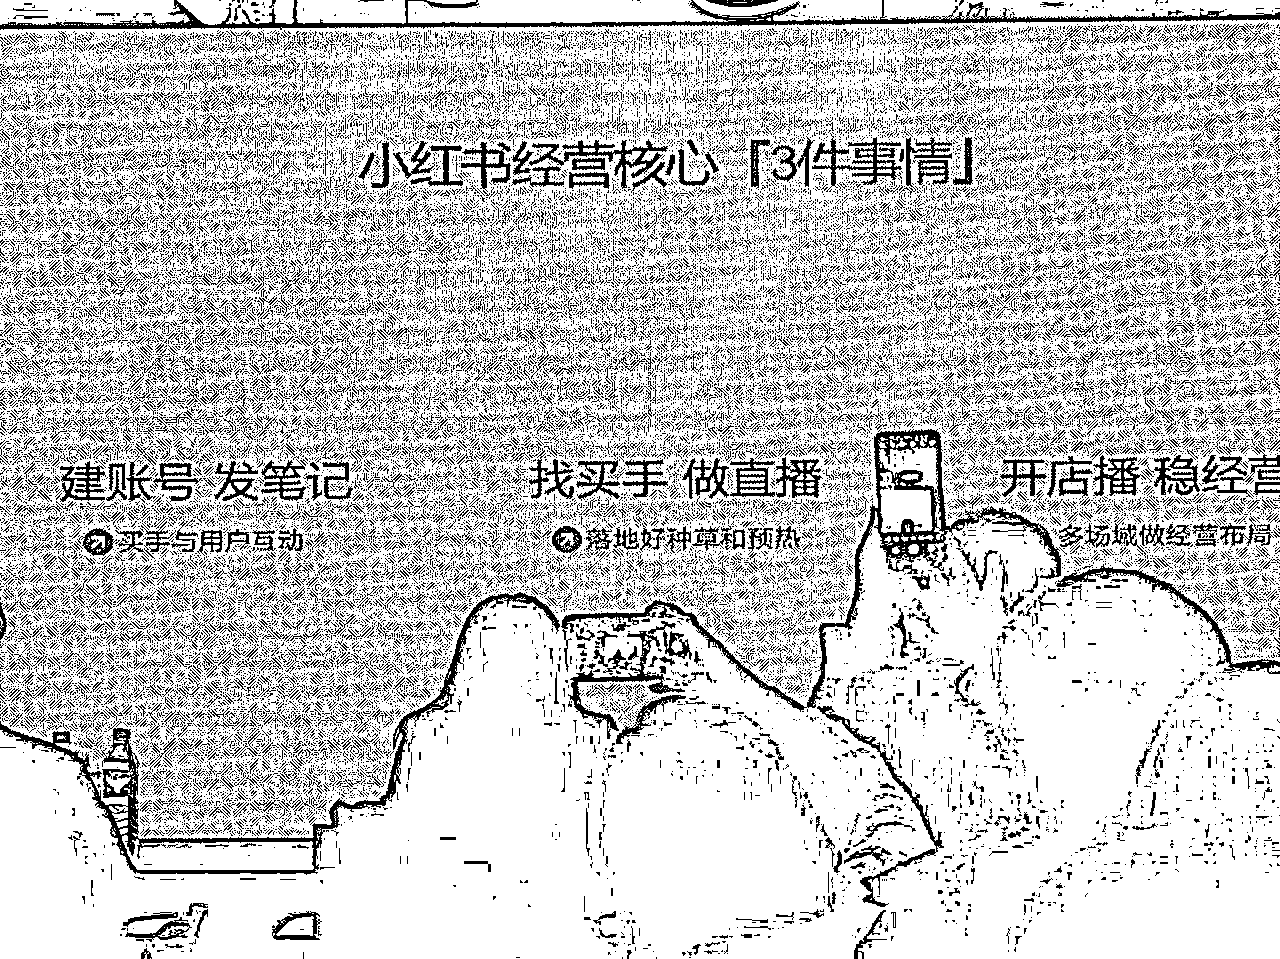 小红书经营核心「3件事情」
建账号 发笔记
买手与用户互动
找买手 做直播
落地好种草和预热
开店播 稳经营
多场域做经营布局